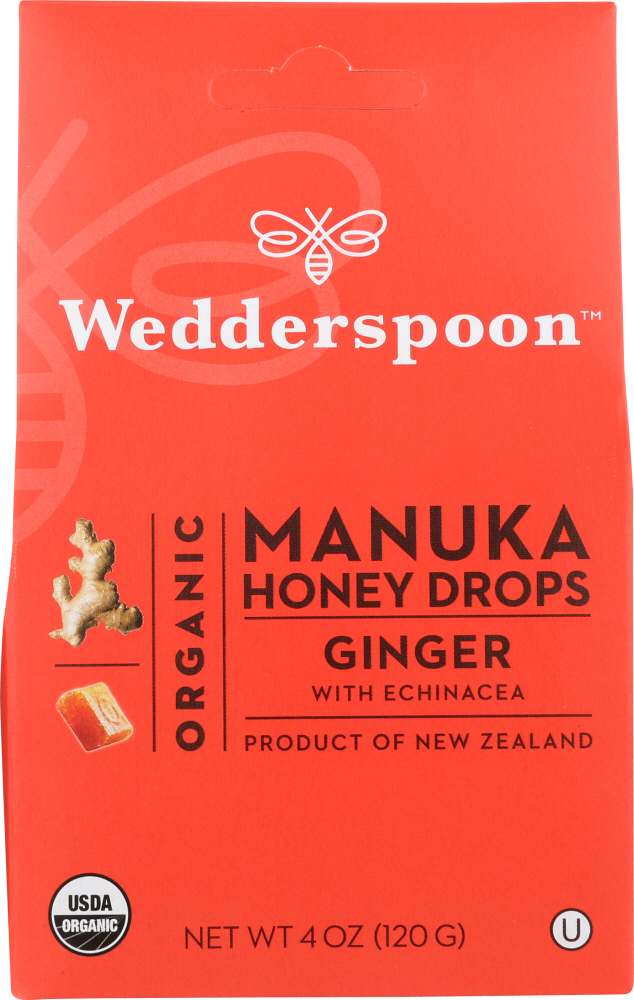 Wedderspoon™
ORGANIC
MANUKA
HONEY DROPS
GINGER
WITH ECHINACEA
PRODUCT OF NEW ZEALAND
USDA
ORGANIC
NET WT 4 OZ (120 G)
U